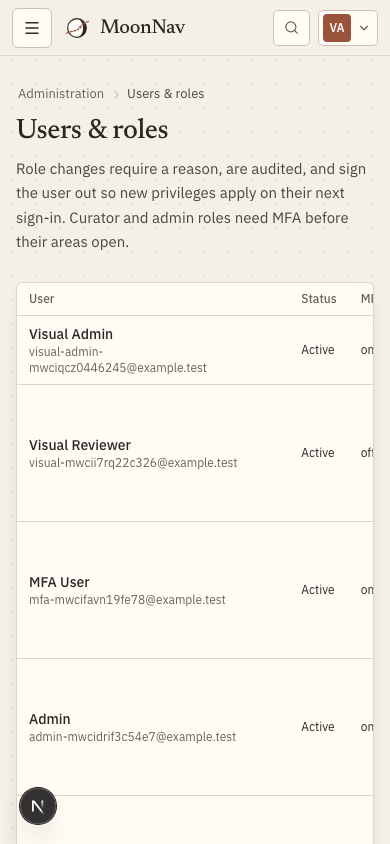 MoonNav
VA
Administration
Users & roles
Users & roles
Role changes require a reason, are audited, and sign
the user out so new privileges apply on their next
sign-in. Curator and admin roles need MFA before
their areas open.
User Status
Visual Admin
visual-admin-
mwciqcz0446245@example.test
Active on
Visual Reviewer
visual-mwcii7rq22c326@example.test
Active
MFA User
mfa-mwcifavn19fe78@example.test
Active on
Admin
admin-mwcidrif3c54e7@example.test
Active on
N